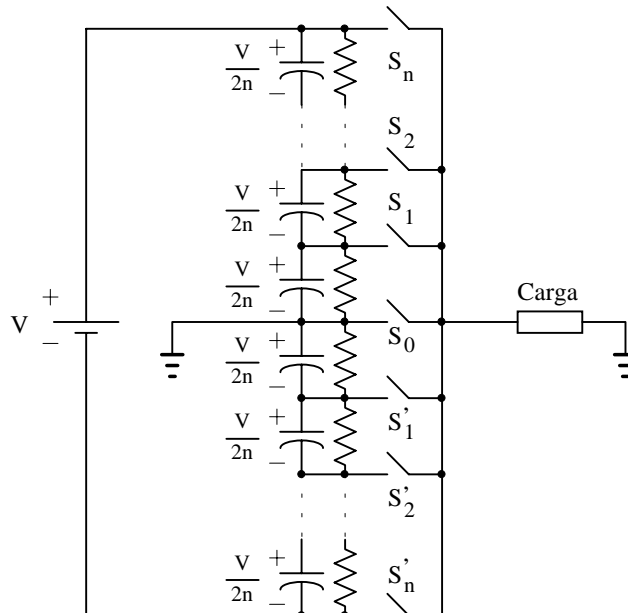 +
V
2n
−
S_n
S_2
+
V
2n
−
S_1
+
V
2n
−
Carga
+
V
−
S_0
+
V
2n
−
S'_1
+
V
2n
−
S'_2
+
V
2n
−
S'_n